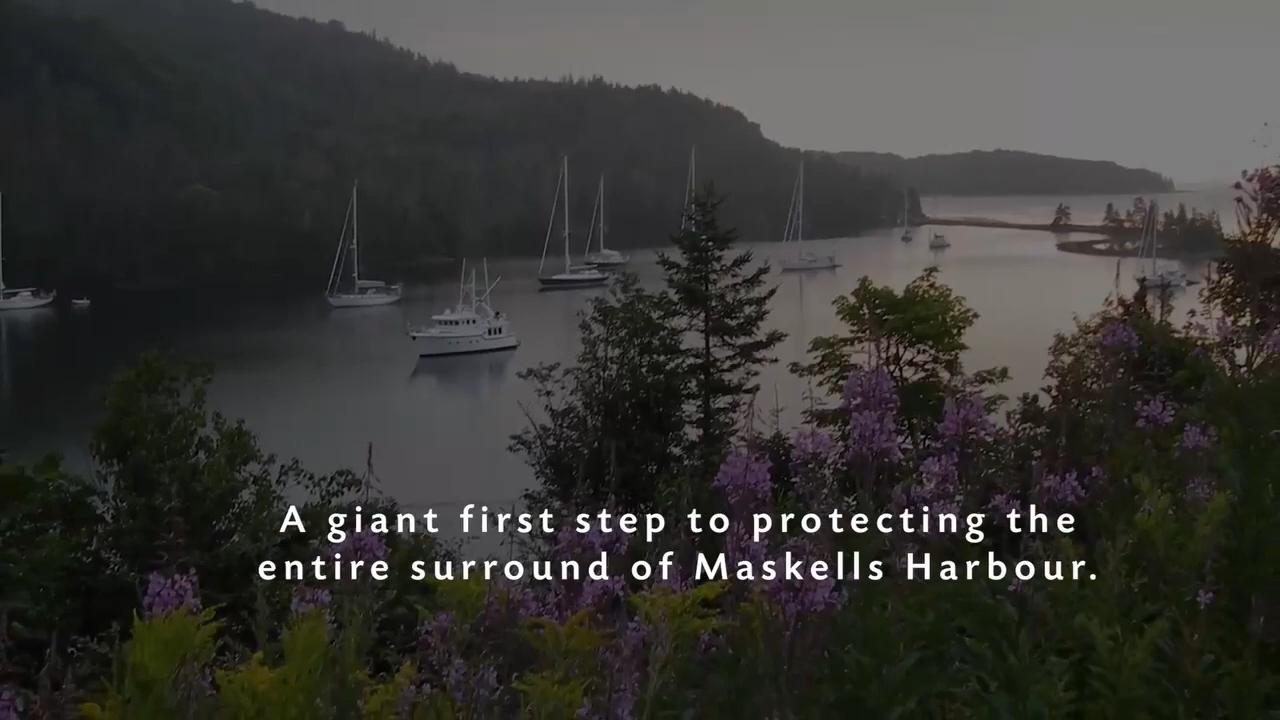 A giant first step to protecting the
entire surround of Maskells Harbour.